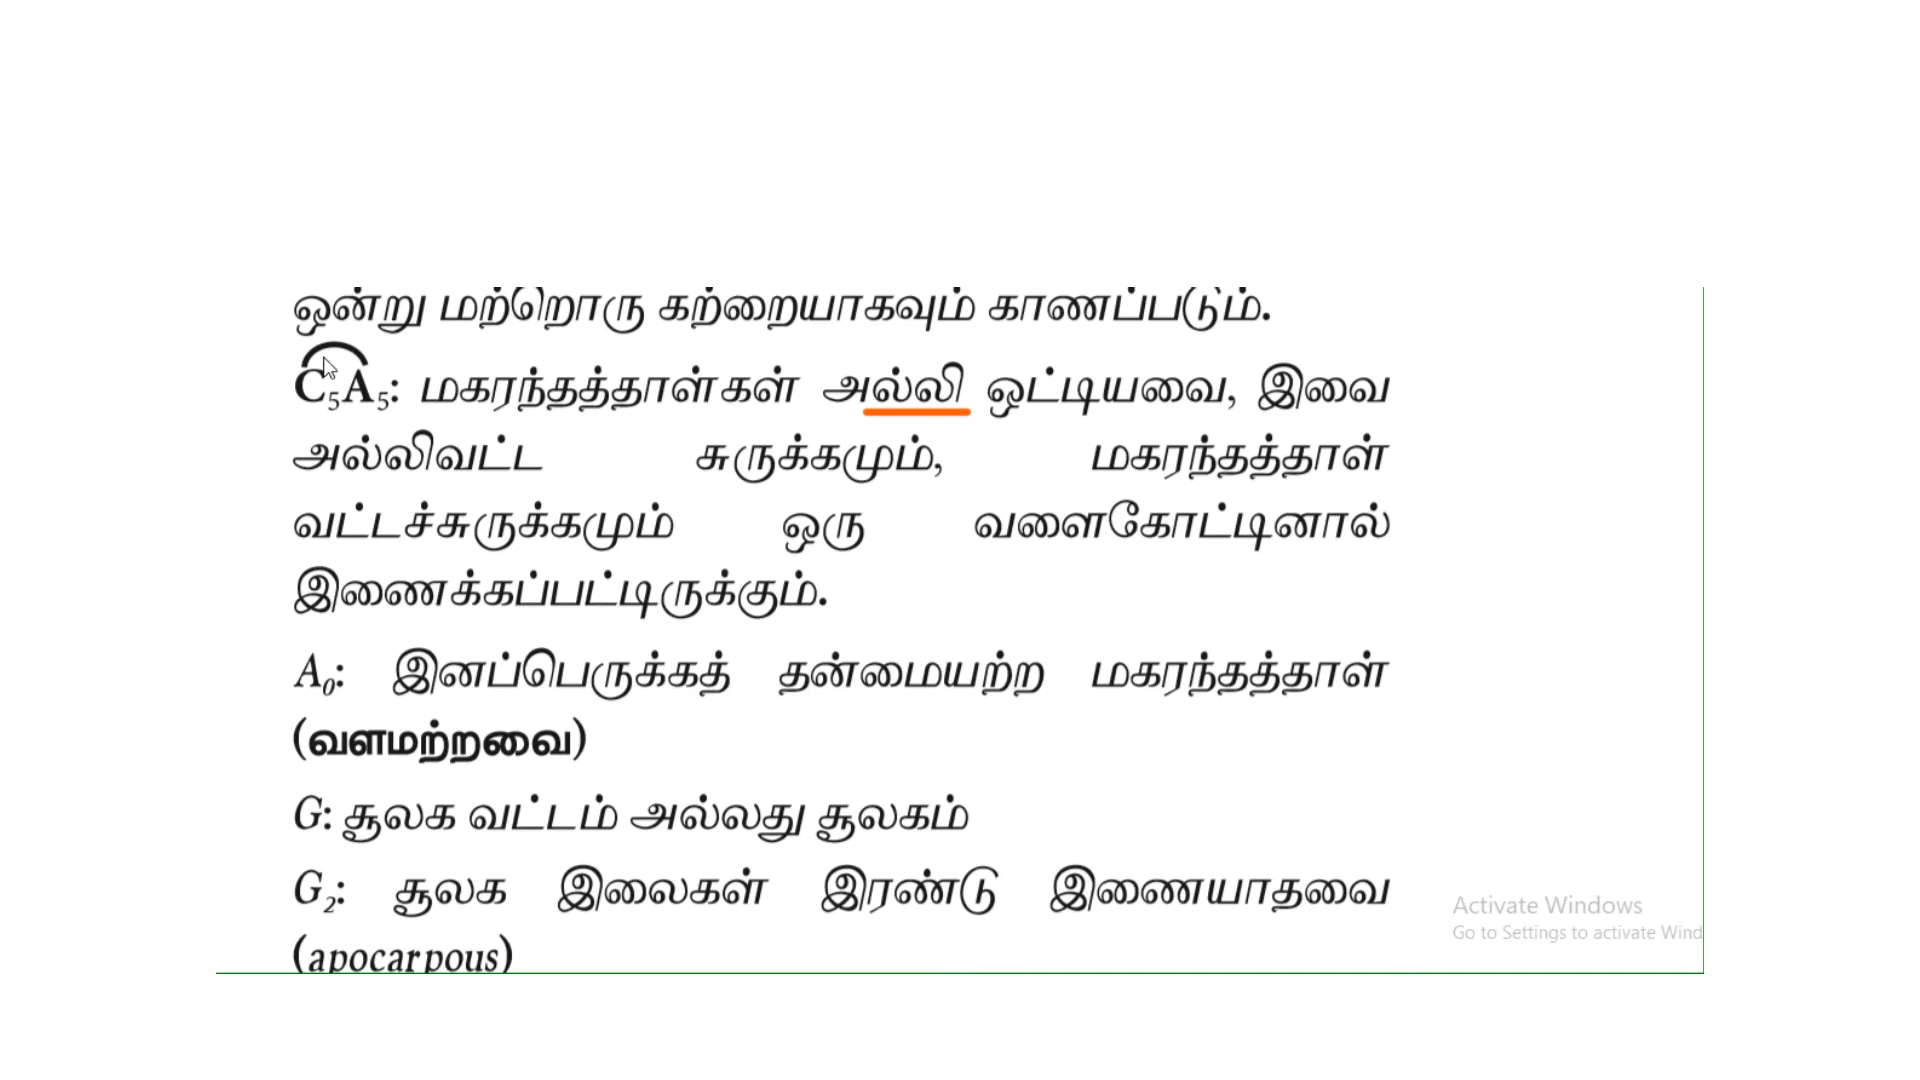 ஒன்று மற்றொரு கற்றையாகவும் காணப்படும்.
C₅A₅: மகரந்தத்தாள்கள் அல்லி ஒட்டியவை, இவை
அல்லிவட்ட சுருக்கமும், மகரந்தத்தாள்
வட்டச்சுருக்கமும் ஒரு வளைகோட்டினால்
இணைக்கப்பட்டிருக்கும்.
A₀: இனப்பெருக்கத் தன்மையற்ற மகரந்தத்தாள்
(வளமற்றவை)
G: சூலக வட்டம் அல்லது சூலகம்
G₂: சூலக இலைகள் இரண்டு இணையாதவை
(apocarpous)
Activate Windows
Go to Settings to activate Wind